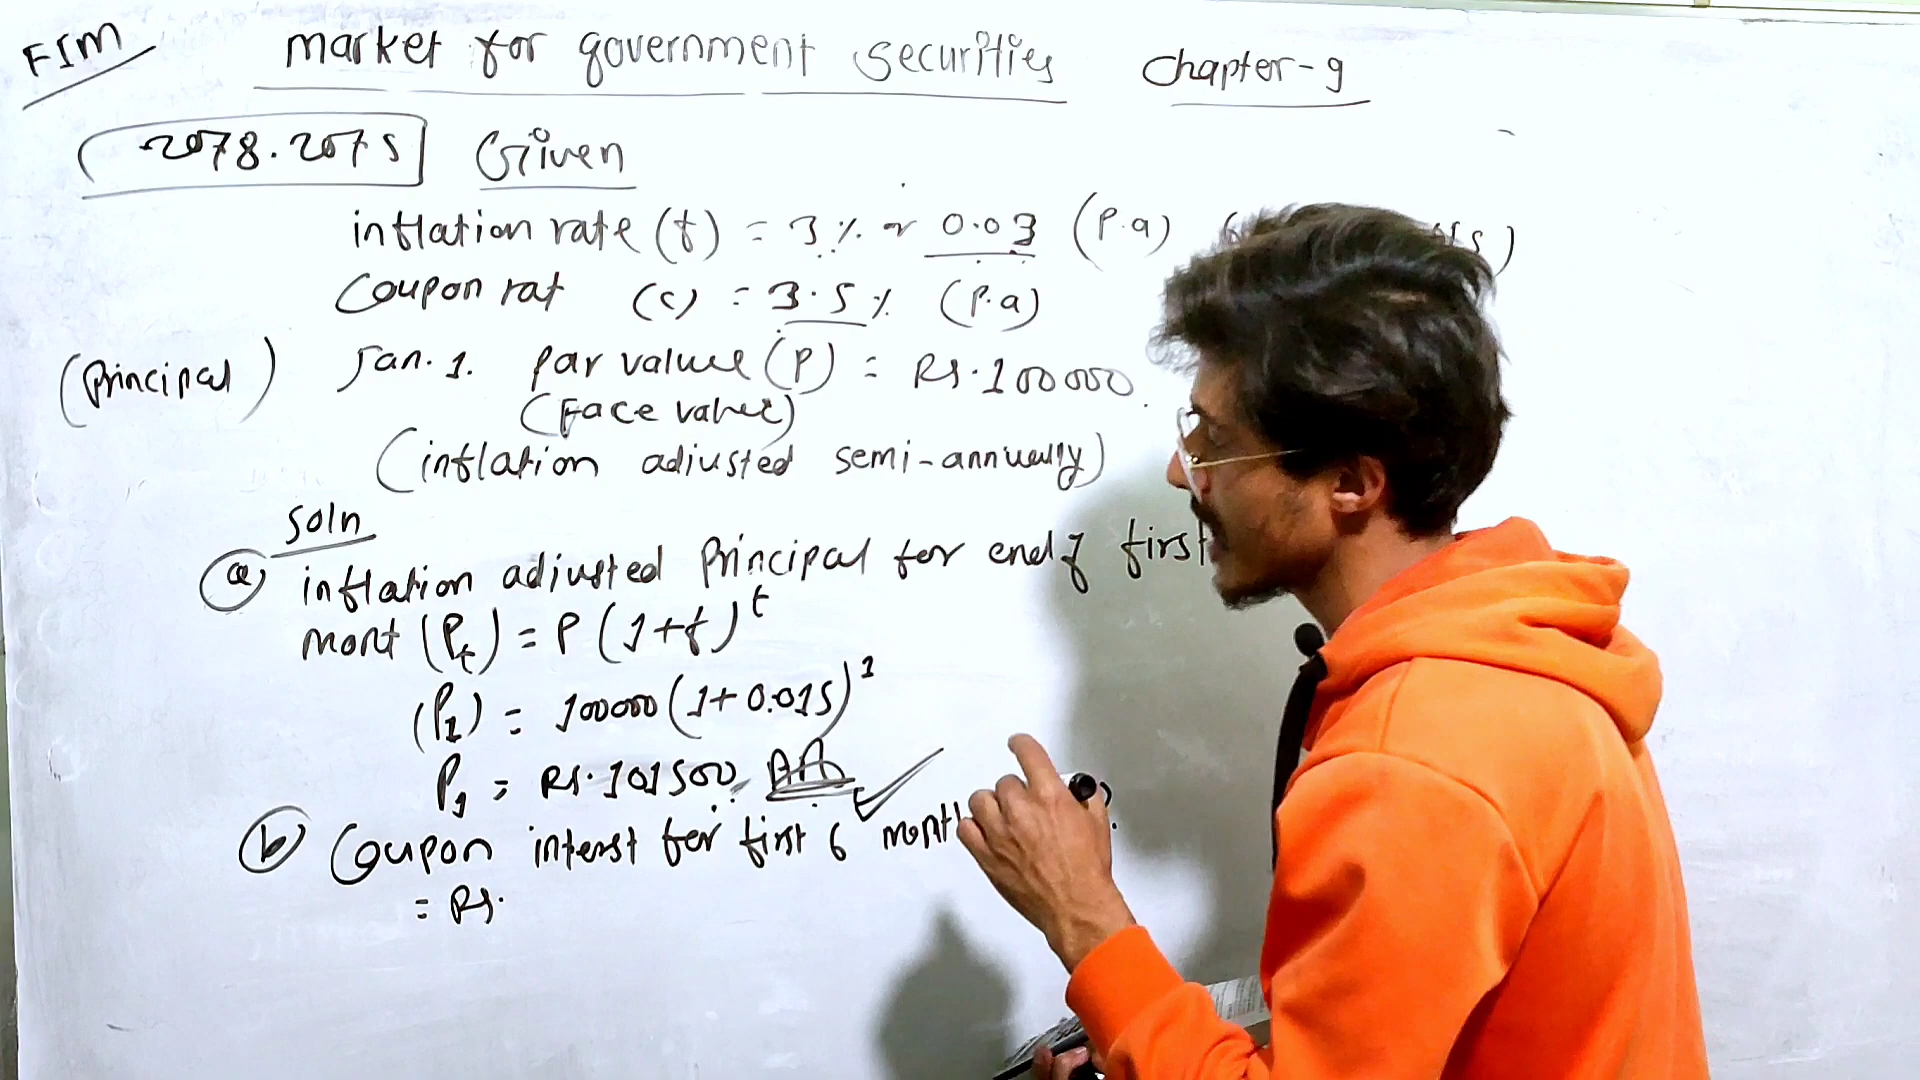 FIM
market for government securities chapter-9
2078.2075 Given
inflation rate (f) = 3 % or 0.03 (P.a)
Coupon rat (c) = 3.5 % (P.a)
(Principal) Jan. 1. par value (P) = Rs. 100000.
(Face value)
(inflation adjusted semi-annually)
Soln
(a) inflation adjusted Principal for end of first
mont (Pt) = P (1+f)^t
(P1) = 100000 (1+0.015)^1
P1 = Rs. 101500
(b) Coupon interst for first 6 month
= Rs.